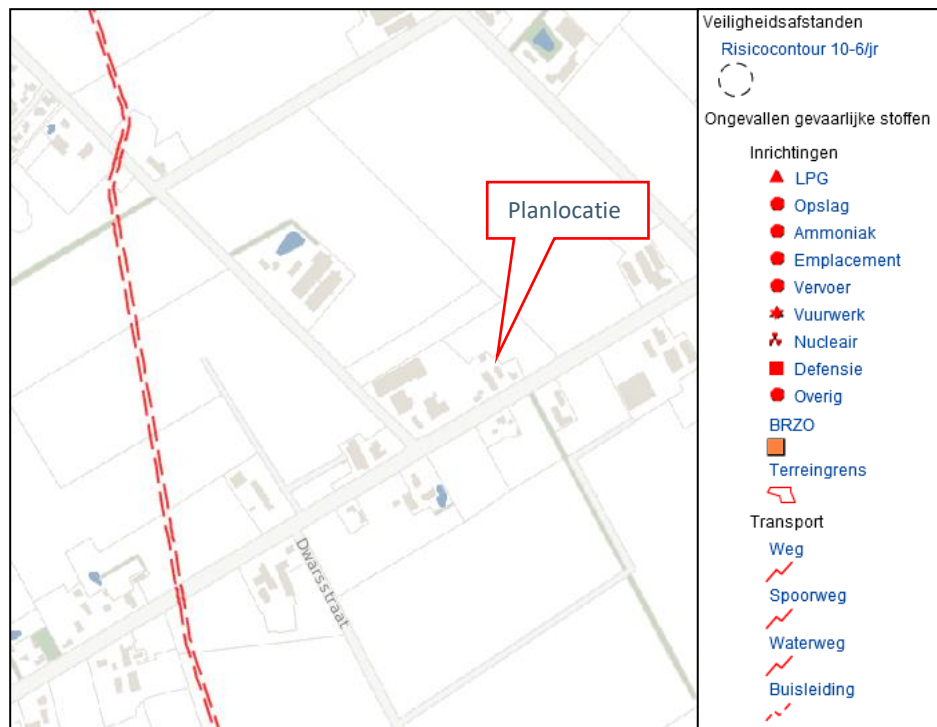 Planlocatie
Dwarsstraat
Veiligheidsafstanden
Risicocontour 10-6/jr
Ongevallen gevaarlijke stoffen
Inrichtingen
LPG
Opslag
Ammoniak
Emplacement
Vervoer
Vuurwerk
Nucleair
Defensie
Overig
BRZO
Terreingrens
Transport
Weg
Spoorweg
Waterweg
Buisleiding